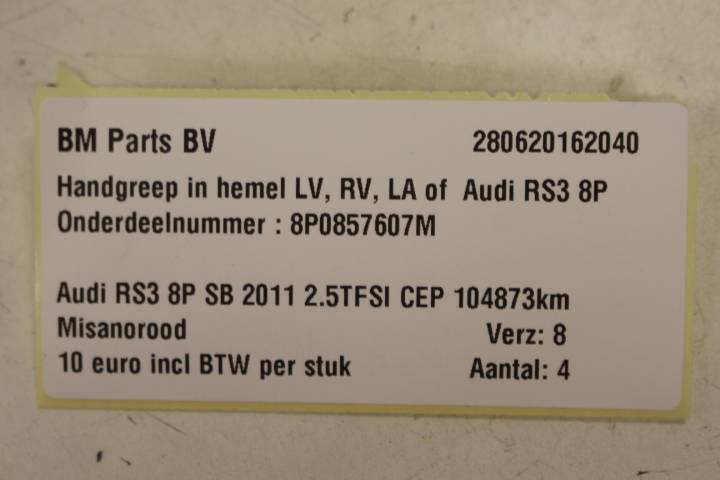 BM Parts BV 280620162040
Handgreep in hemel LV, RV, LA of Audi RS3 8P
Onderdeelnummer : 8P0857607M
Audi RS3 8P SB 2011 2.5TFSI CEP 104873km
Misanorood Verz: 8
10 euro incl BTW per stuk Aantal: 4